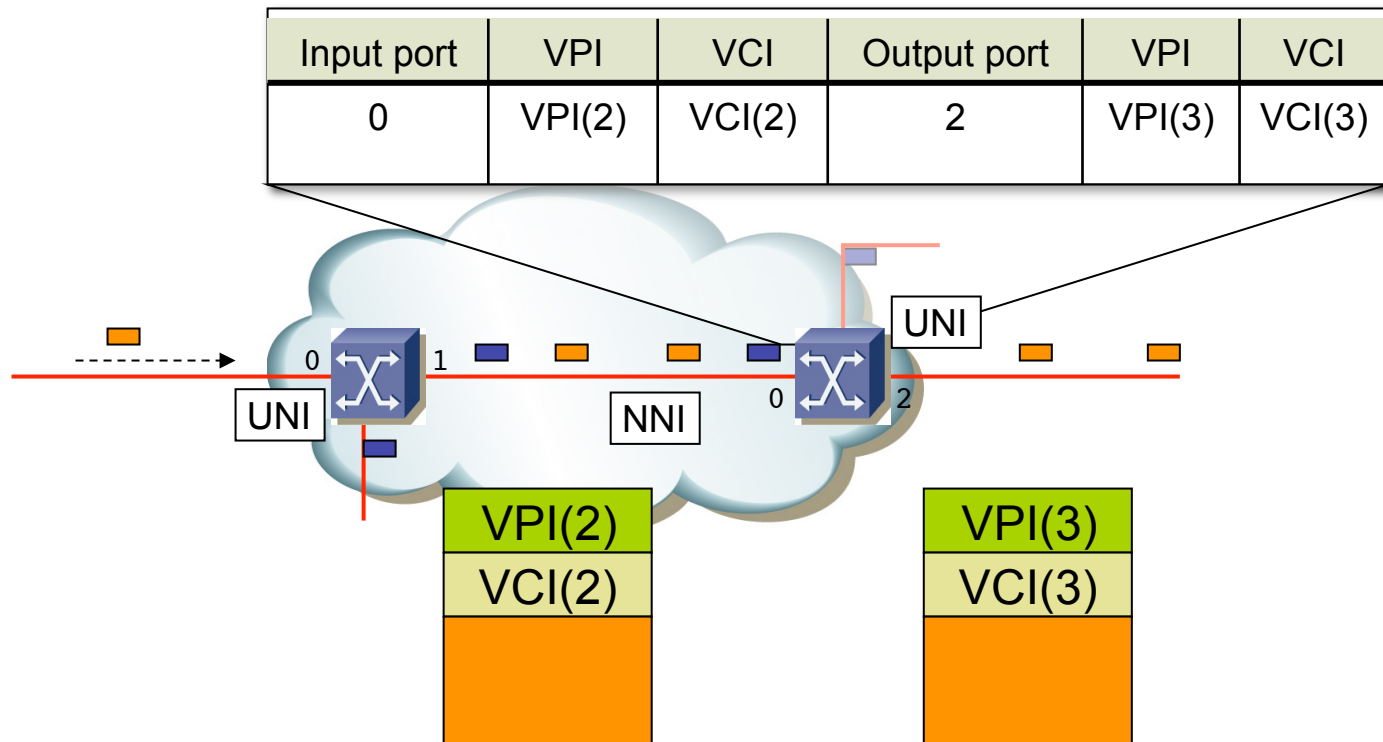 Input port VPI VCI Output port VPI VCI
0 VPI(2) VCI(2) 2 VPI(3) VCI(3)
UNI
0 1
UNI NNI 0 2
VPI(2) VPI(3)
VCI(2) VCI(3)